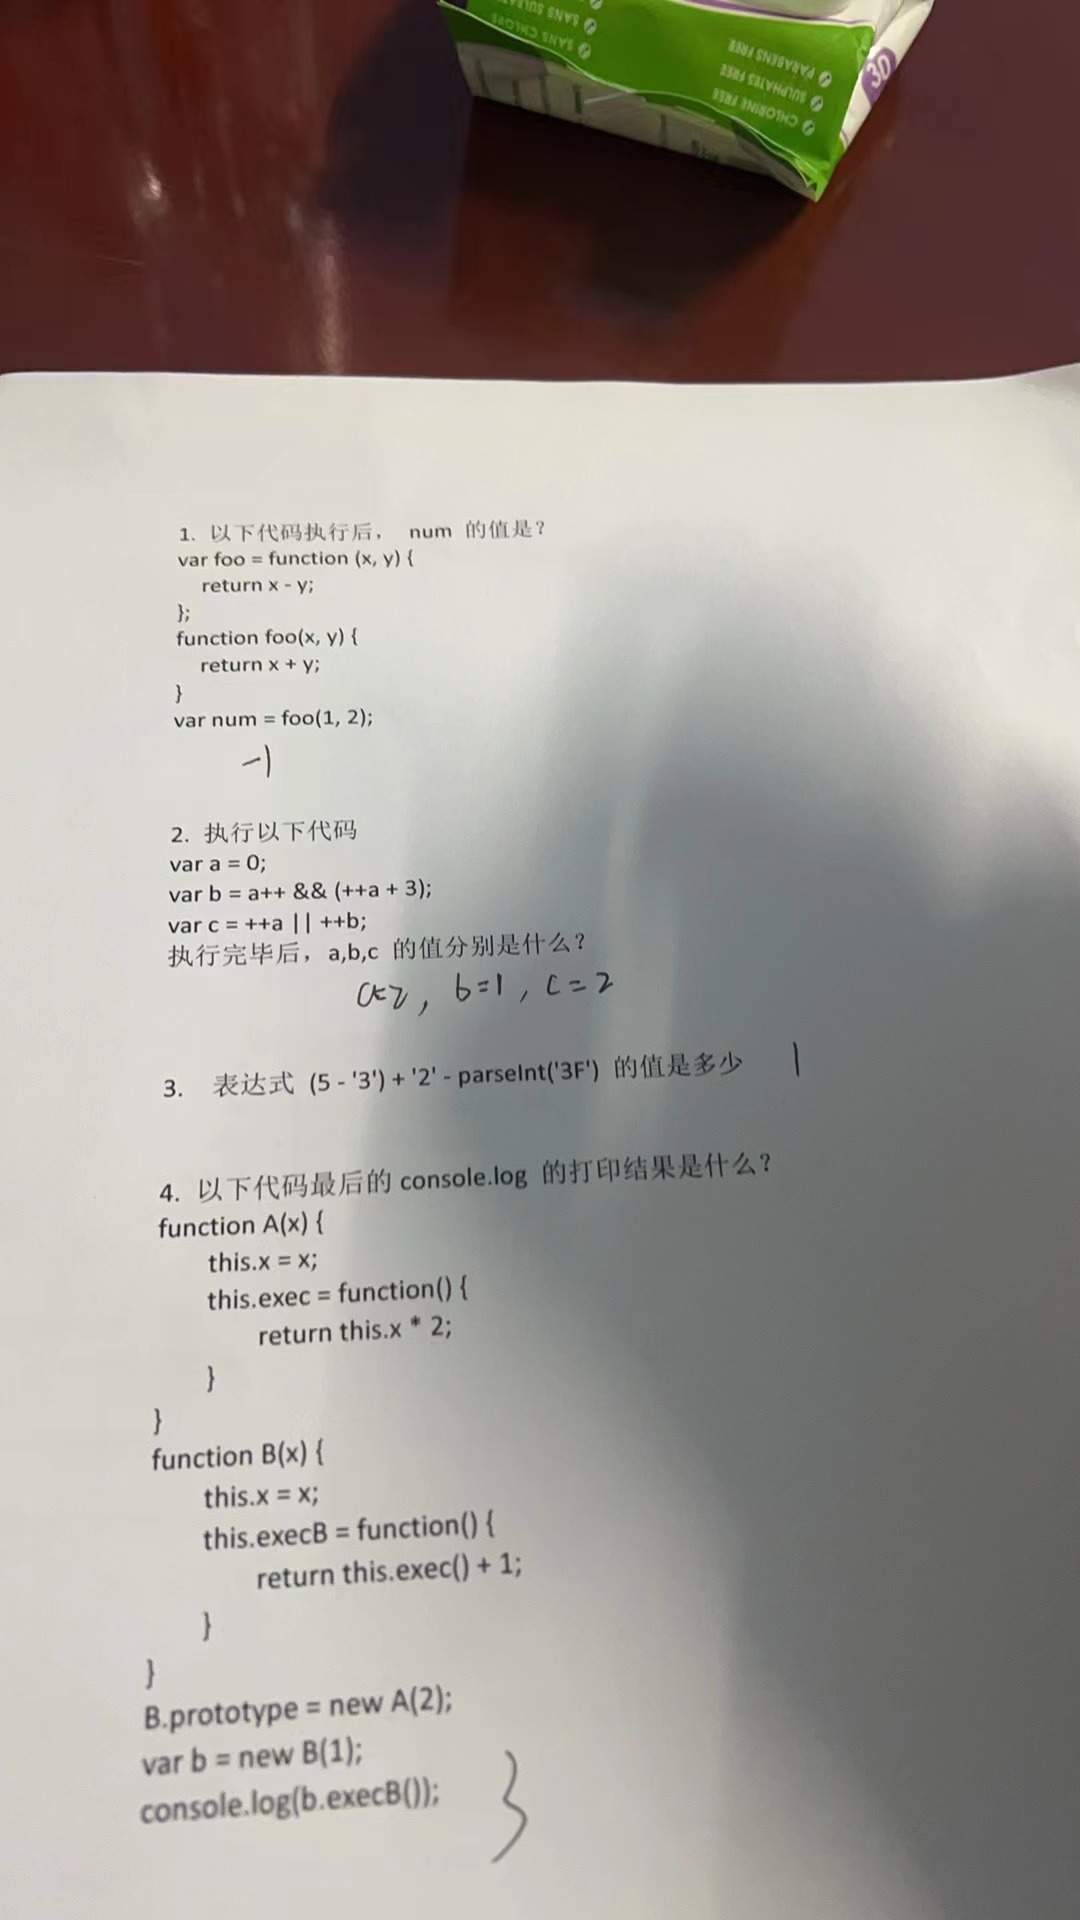 SANS SULFAT
SANS CHLORE
PARABENS FREE
SULPHATES FREE
CHLORINE FREE
30
1. 以下代码执行后， num 的值是?
var foo = function (x, y) {
return x - y;
};
function foo(x, y) {
return x + y;
}
var num = foo(1, 2);
-1
2. 执行以下代码
var a = 0;
var b = a++ && (++a + 3);
var c = ++a || ++b;
执行完毕后，a,b,c 的值分别是什么?
a=2, b=1, c=2
3. 表达式 (5 - '3') + '2' - parseInt('3F') 的值是多少 1
4. 以下代码最后的 console.log 的打印结果是什么?
function A(x) {
this.x = x;
this.exec = function() {
return this.x * 2;
}
}
function B(x) {
this.x = x;
this.execB = function() {
return this.exec() + 1;
}
}
B.prototype = new A(2);
var b = new B(1);
console.log(b.execB()); 3